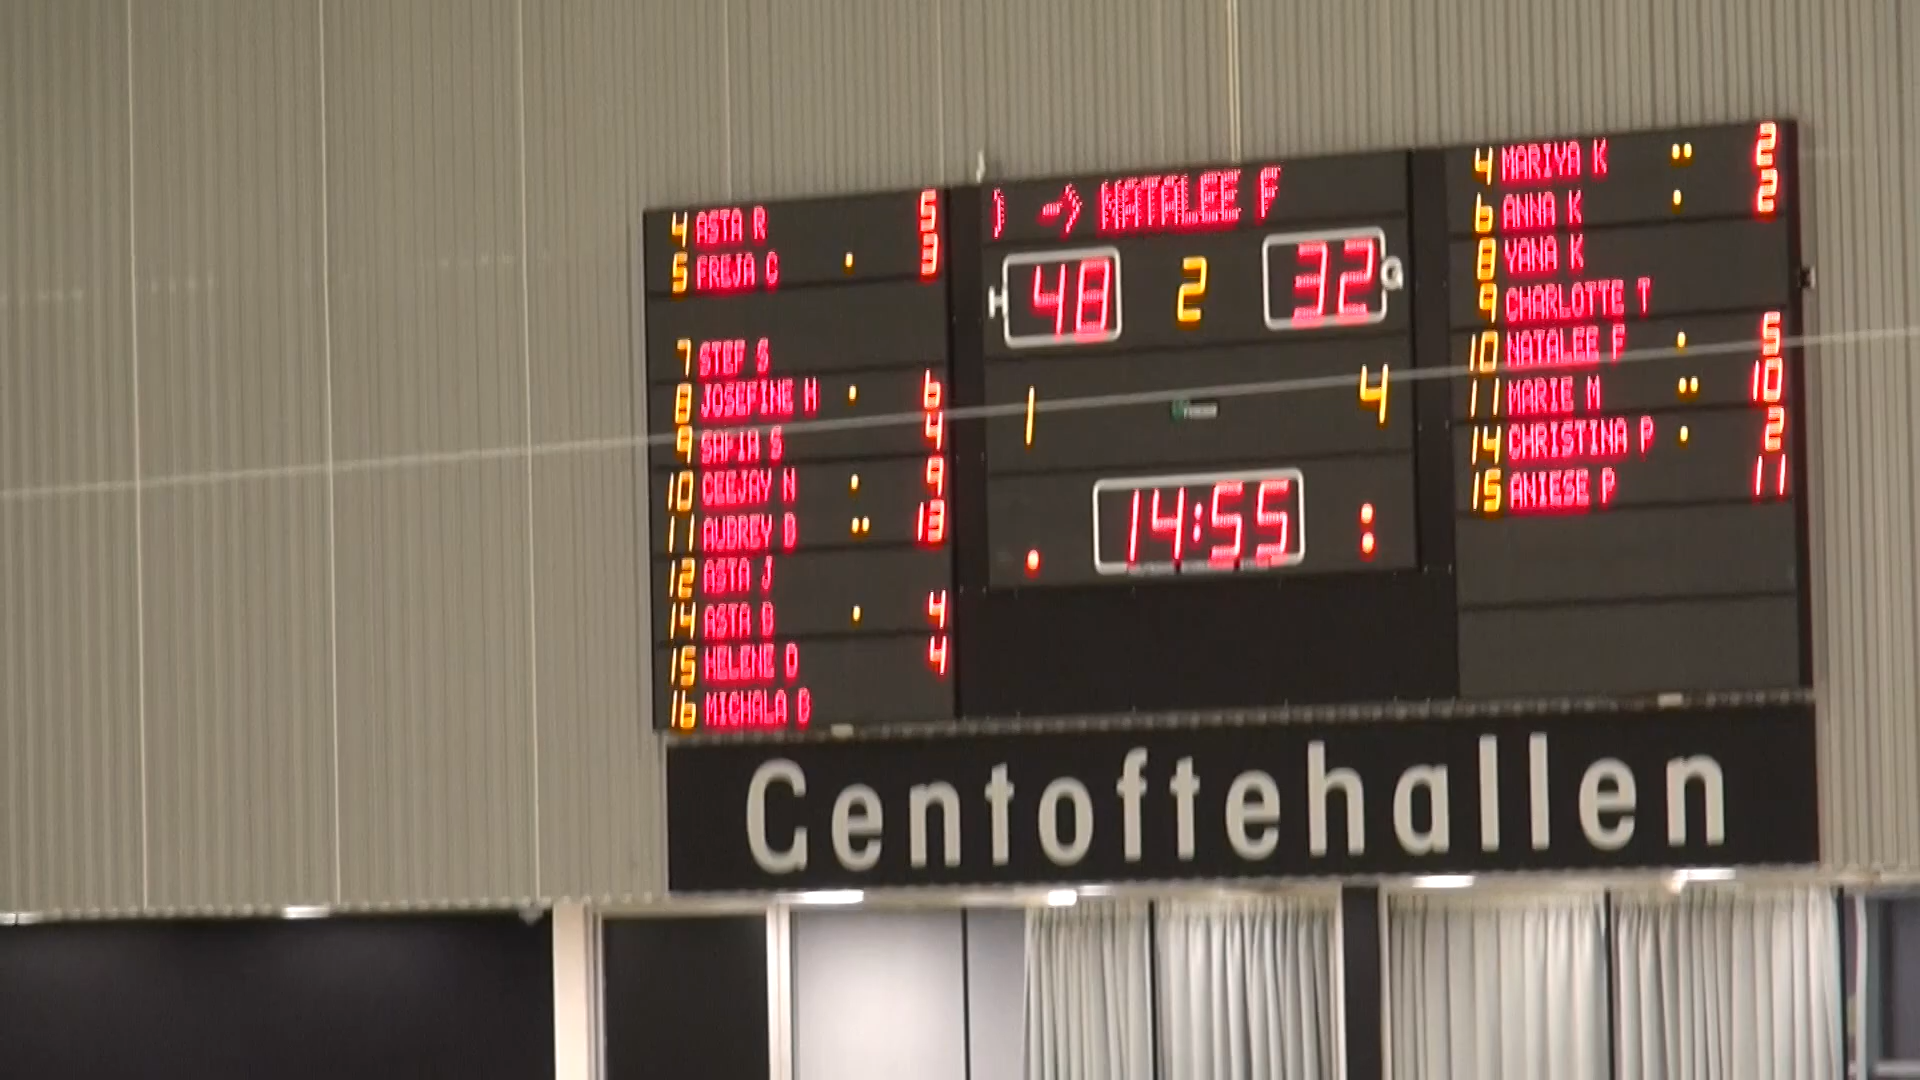 4 ASTA R 5
5 FREJA C 3
7 STEF S
8 JOSEFINE H 6
9 SAFIA S 4
10 CEEJAY N 9
11 AUBREY D 13
12 ASTA J
14 ASTA B 4
15 HELENE D 4
16 MICHALA B
) -> NATALEE F
H 48 2 32 G
1 4
14:55
4 MARIYA K 2
6 ANNA K 2
8 YANA K
9 CHARLOTTE T
10 NATALEE F 5
11 MARIE M 10
14 CHRISTINA P 2
15 ANIESE P 11
Gentoftehallen